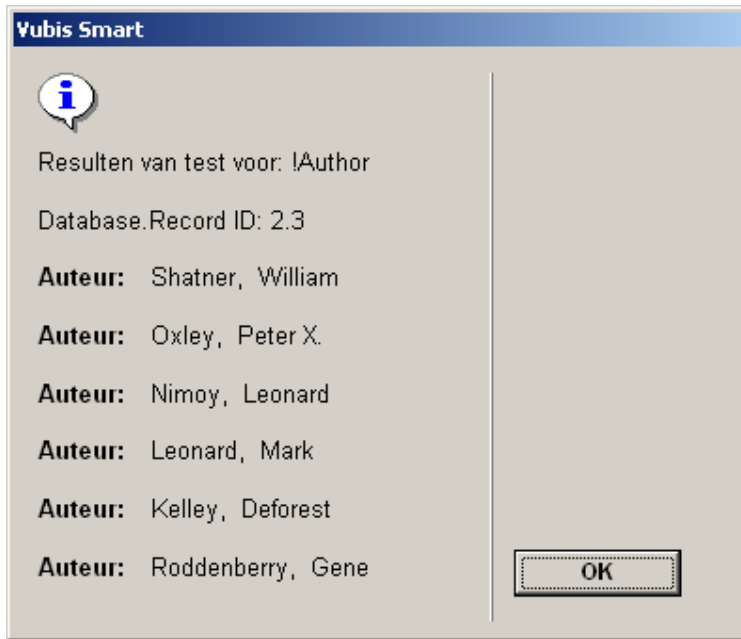 Vubis Smart
Resulten van test voor: !Author
Database.Record ID: 2.3
Auteur: Shatner, William
Auteur: Oxley, Peter X.
Auteur: Nimoy, Leonard
Auteur: Leonard, Mark
Auteur: Kelley, Deforest
Auteur: Roddenberry, Gene
OK